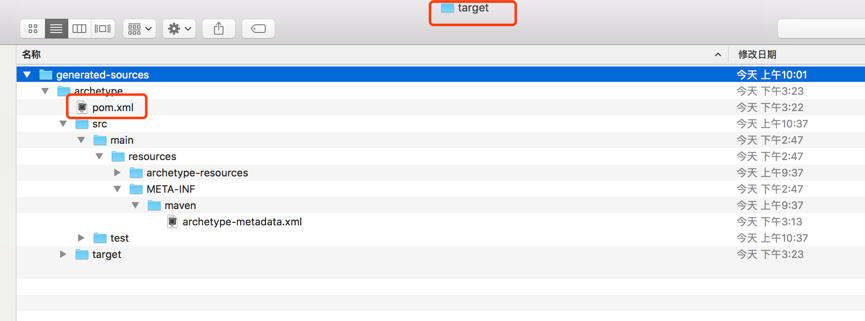 target
名称 修改日期
generated-sources 今天 上午10:01
archetype 今天 下午3:23
pom.xml 今天 下午3:22
src 今天 上午10:37
main 今天 下午2:47
resources 今天 下午2:47
archetype-resources 今天 上午9:37
META-INF 今天 下午2:47
maven 今天 上午9:37
archetype-metadata.xml 今天 下午3:13
test 今天 上午10:37
target 今天 下午3:23